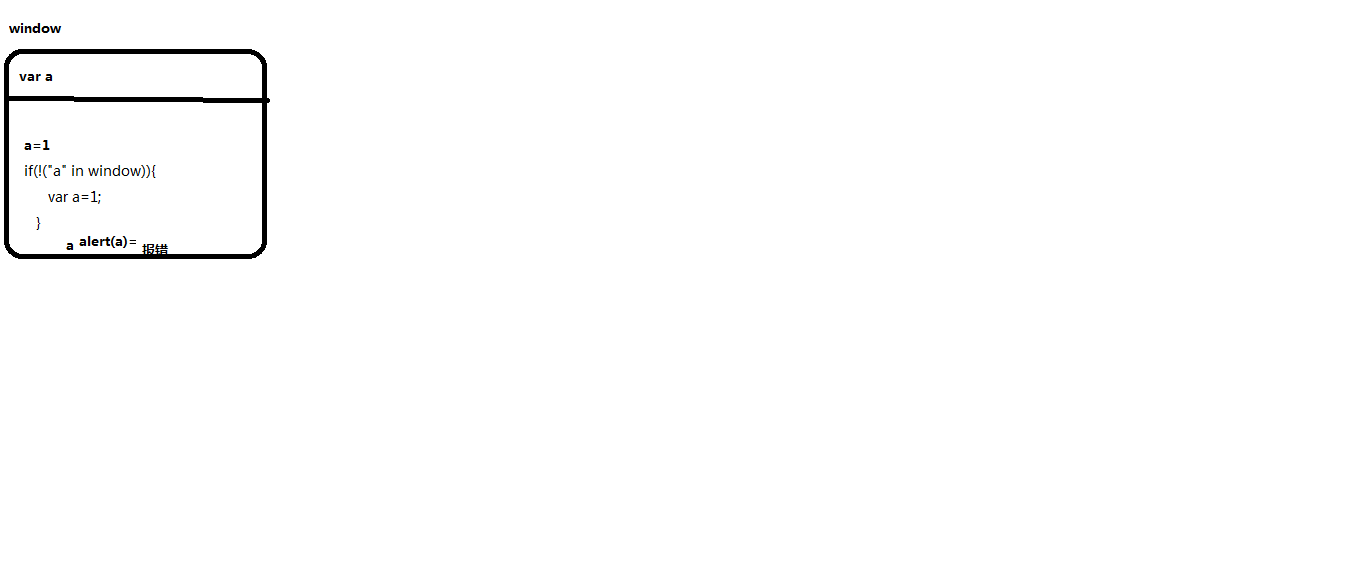 window
var a
a=1
if(!("a" in window)){
var a=1;
}
a alert(a)= 报错